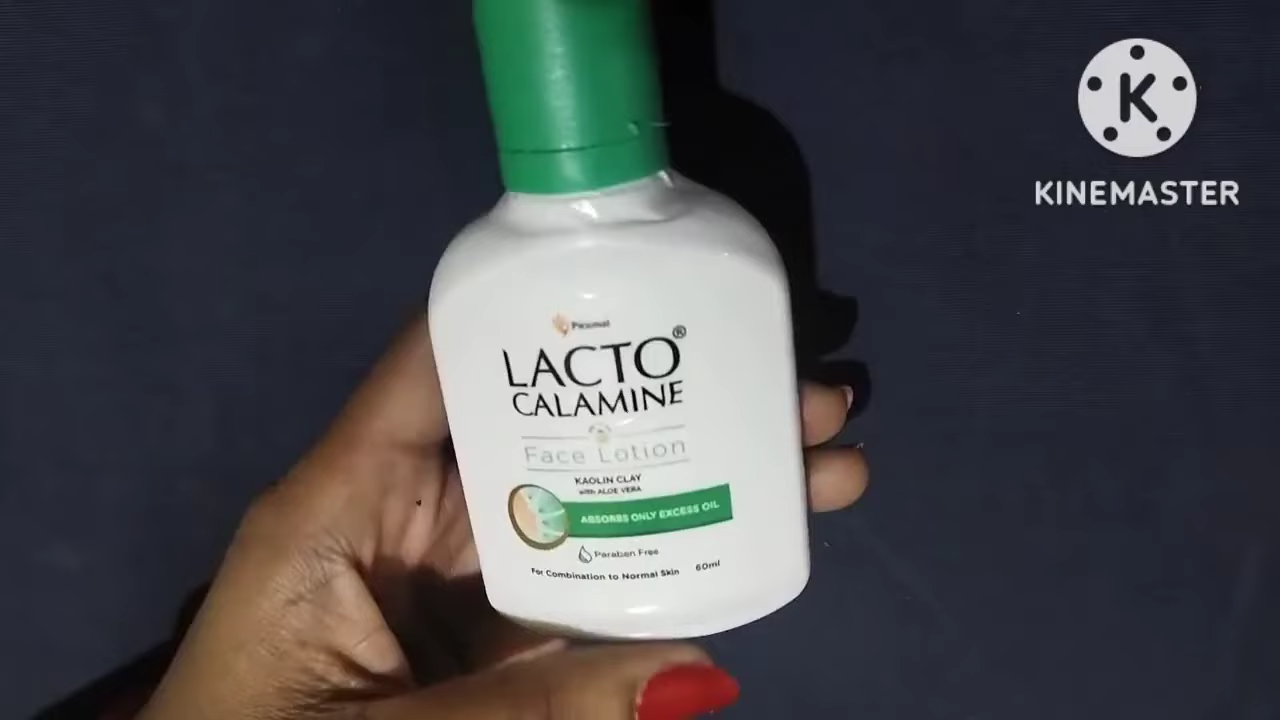 K
KINEMASTER
Piramal
LACTO®
CALAMINE
Face Lotion
KAOLIN CLAY
with ALOE VERA
ABSORBS ONLY EXCESS OIL
Paraben Free
For Combination to Normal Skin 60ml